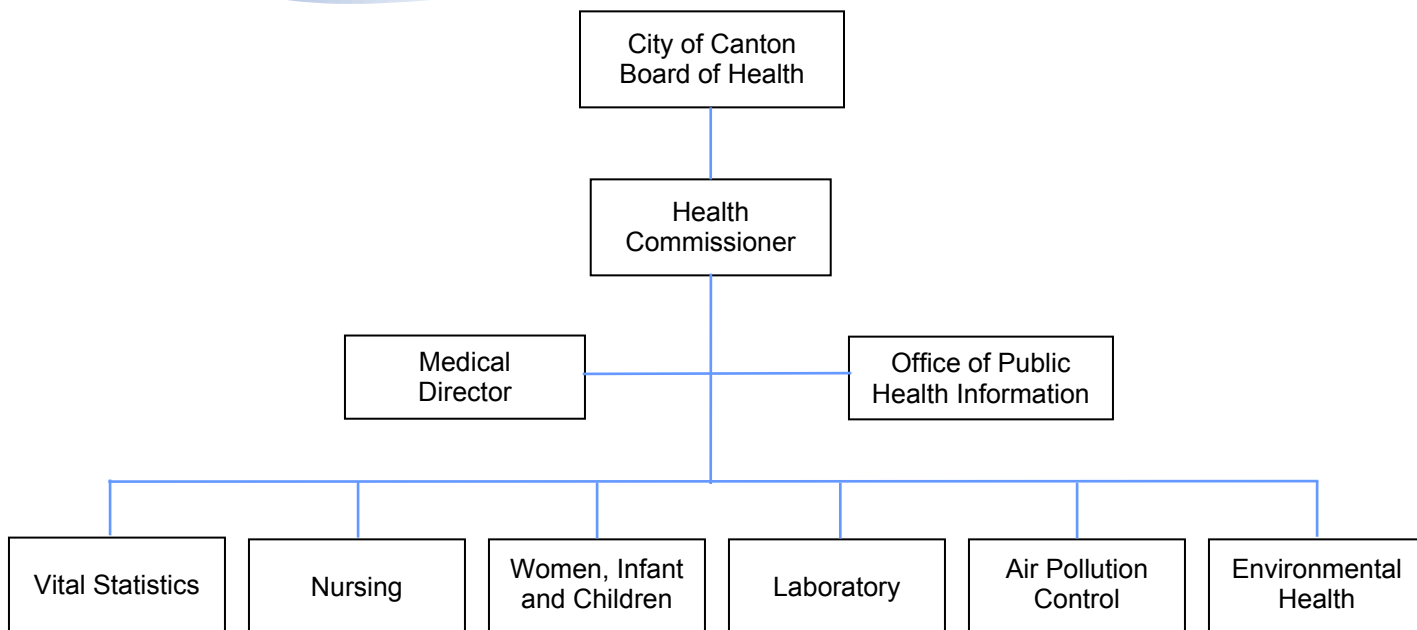 City of Canton
Board of Health
Health
Commissioner
Medical
Director
Office of Public
Health Information
Vital Statistics
Nursing
Women, Infant
and Children
Laboratory
Air Pollution
Control
Environmental
Health